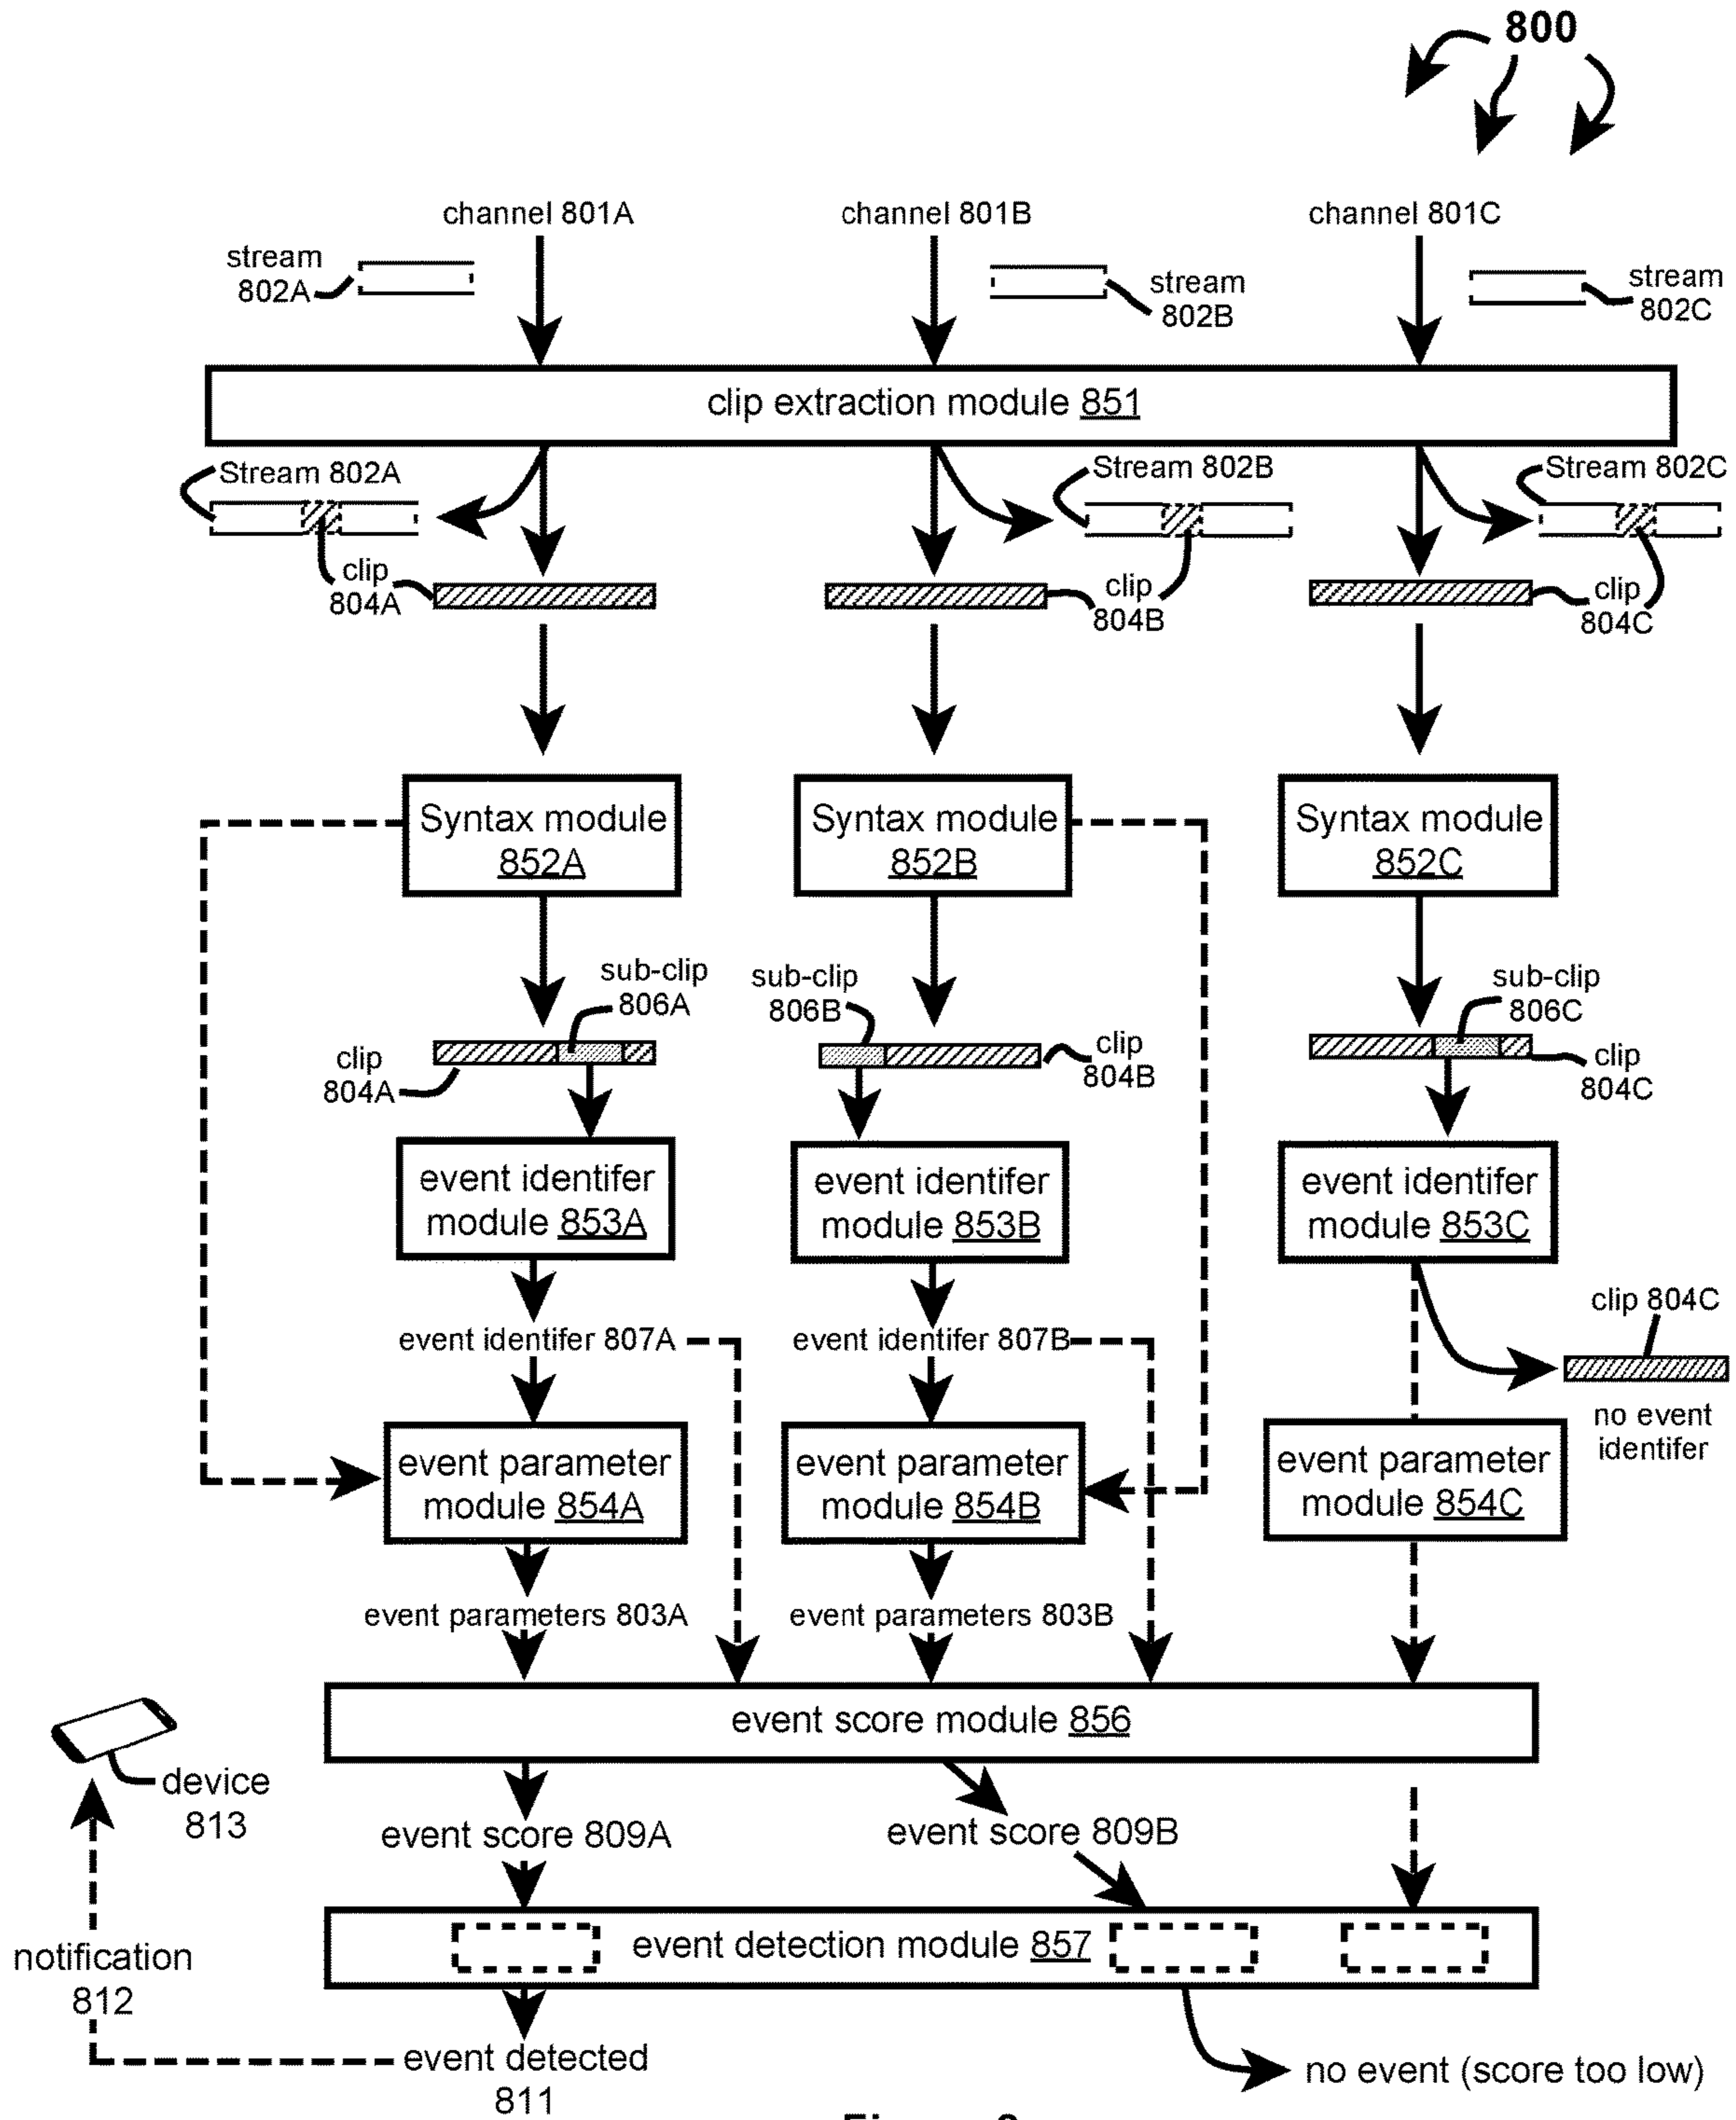 800
channel 801A
channel 801B
channel 801C
stream
802A
stream
802B
stream
802C
clip extraction module 851
Stream 802A
Stream 802B
Stream 802C
clip
804A
clip
804B
clip
804C
Syntax module
852A
Syntax module
852B
Syntax module
852C
sub-clip
806A
sub-clip
806B
sub-clip
806C
clip
804A
clip
804B
clip
804C
event identifer
module 853A
event identifer
module 853B
event identifer
module 853C
clip 804C
event identifer 807A
event identifer 807B
no event
identifer
event parameter
module 854A
event parameter
module 854B
event parameter
module 854C
event parameters 803A
event parameters 803B
event score module 856
device
813
event score 809A
event score 809B
event detection module 857
notification
812
event detected
811
no event (score too low)